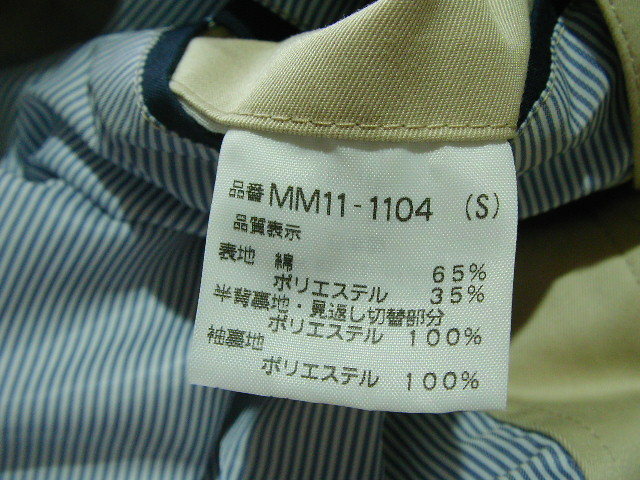 品番 MM11-1104 (S)
品質表示
表地 綿 65%
ポリエステル 35%
半背裏地・見返し切替部分
ポリエステル 100%
袖裏地
ポリエステル 100%